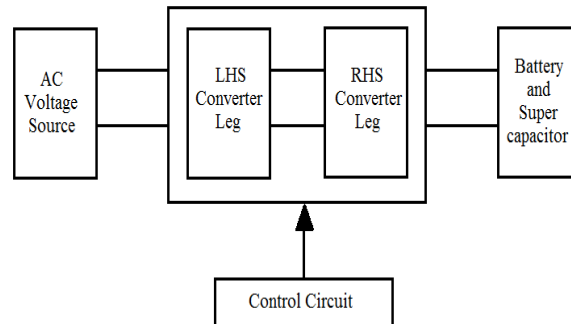 AC
Voltage
Source
LHS
Converter
Leg
RHS
Converter
Leg
Battery
and
Super
capacitor
Control Circuit